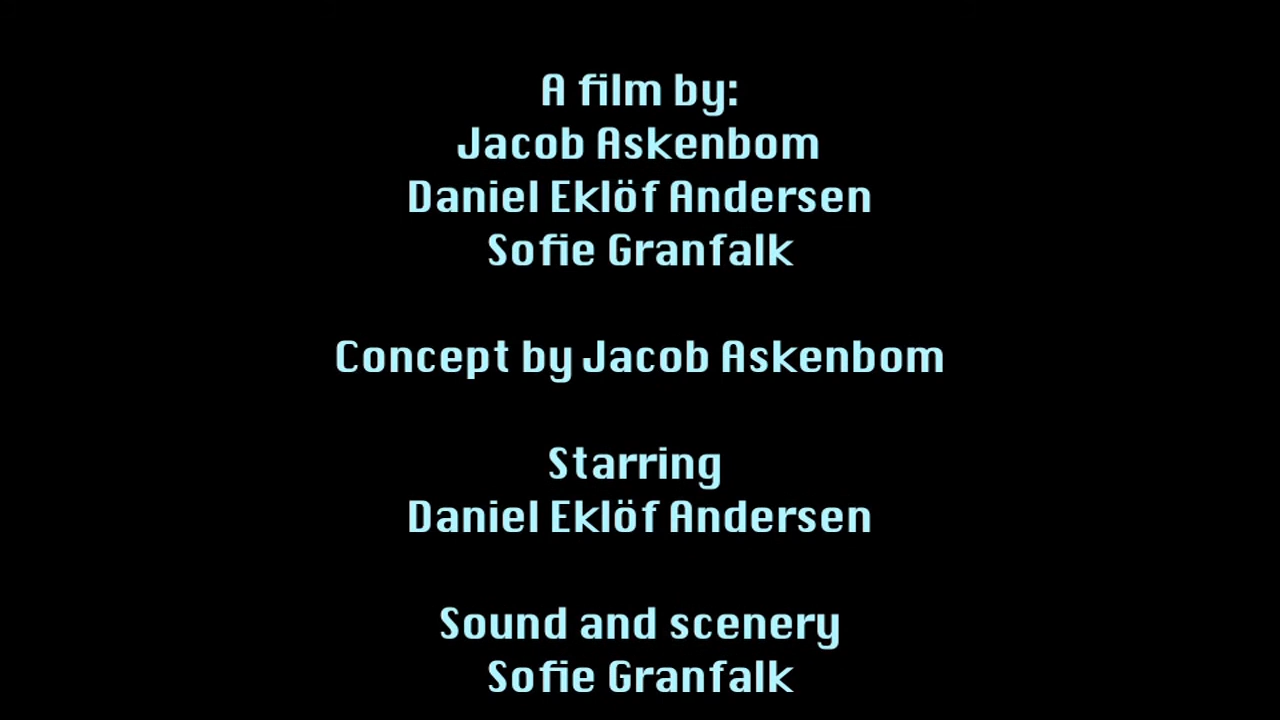 A film by:
Jacob Askenbom
Daniel Eklöf Andersen
Sofie Granfalk
Concept by Jacob Askenbom
Starring
Daniel Eklöf Andersen
Sound and scenery
Sofie Granfalk